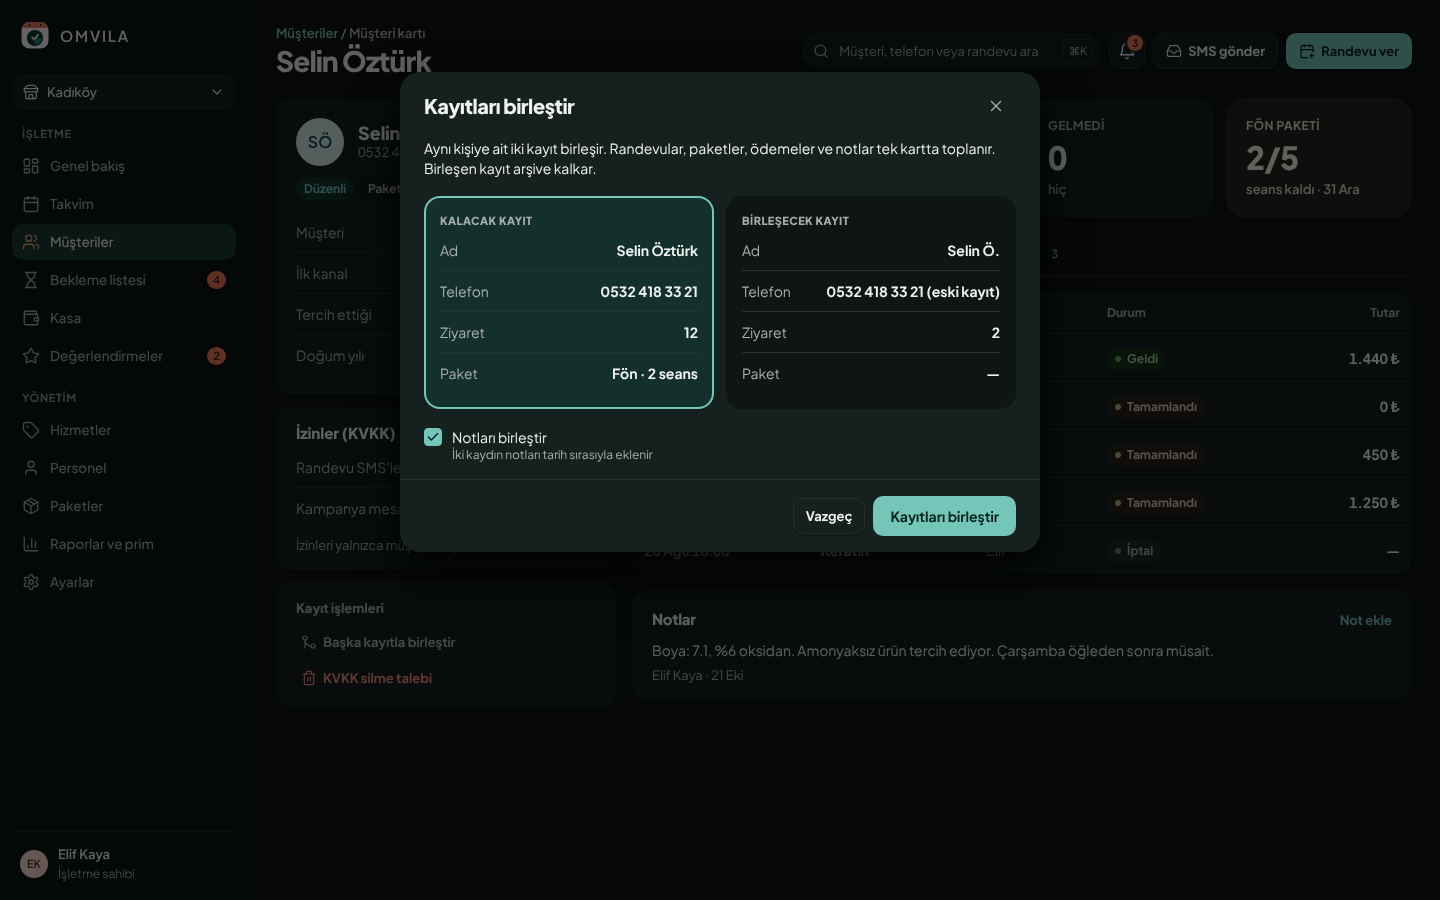 OMVILA
Kadıköy
İŞLETME
Genel bakış
Takvim
Müşteriler
Bekleme listesi
4
Kasa
Değerlendirmeler
2
YÖNETİM
Hizmetler
Personel
Paketler
Raporlar ve prim
Ayarlar
EK
Elif Kaya
İşletme sahibi
Müşteriler / Müşteri kartı
Selin Öztürk
Müşteri, telefon veya randevu ara
⌘K
3
SMS gönder
Randevu ver
SÖ
Selin
0532 4
Düzenli
Paket
Müşteri
İlk kanal
Tercih ettiği
Doğum yılı
İzinler (KVKK)
Randevu SMS'le
Kampanya mesa
İzinleri yalnızca müş
Kayıt işlemleri
Başka kayıtla birleştir
KVKK silme talebi
Kayıtları birleştir
Aynı kişiye ait iki kayıt birleşir. Randevular, paketler, ödemeler ve notlar tek kartta toplanır.
Birleşen kayıt arşive kalkar.
KALACAK KAYIT
Ad Selin Öztürk
Telefon 0532 418 33 21
Ziyaret 12
Paket Fön · 2 seans
BİRLEŞECEK KAYIT
Ad Selin Ö.
Telefon 0532 418 33 21 (eski kayıt)
Ziyaret 2
Paket —
Notları birleştir
İki kaydın notları tarih sırasıyla eklenir
Vazgeç
Kayıtları birleştir
GELMEDİ
0
hiç
FÖN PAKETİ
2/5
seans kaldı · 31 Ara
3
Durum Tutar
Geldi 1.440 ₺
Tamamlandı 0 ₺
Tamamlandı 450 ₺
Tamamlandı 1.250 ₺
Keratin Elif İptal —
Notlar
Not ekle
Boya: 7.1, %6 oksidan. Amonyaksız ürün tercih ediyor. Çarşamba öğleden sonra müsait.
Elif Kaya · 21 Eki